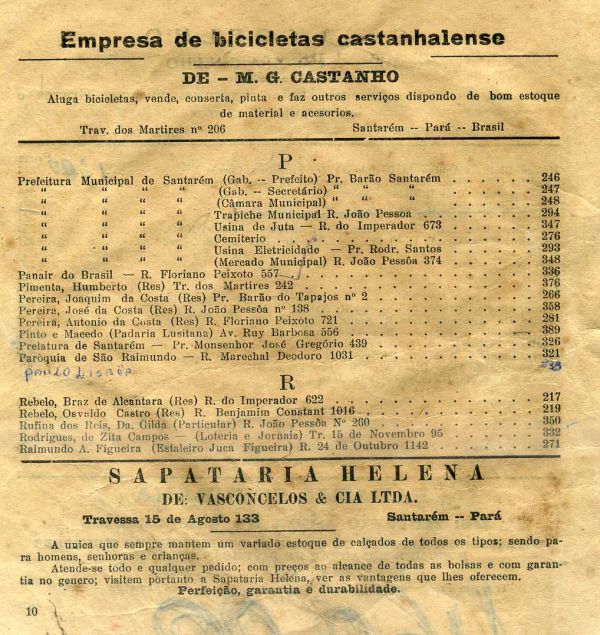 Empresa de bicicletas castanhalense
DE - M. G. CASTANHO
Aluga bicicletas, vende, conserta, pinta e faz outros serviços dispondo de bom estoque
de material e acesorios.
Trav. dos Martires nº 206 Santarém -- Pará -- Brasil
P
Prefeitura Municipal de Santarém (Gab. -- Prefeito) Pr. Barão Santarém . . . . . . 246
“ “ “ “ (Gab. -- Secretário) “ “ “ . . . . . . 247
“ “ “ “ (Câmara Municipal) “ “ “ . . . . . . 248
“ “ “ “ Trapiche Municipal R. João Pessoa . . . . . . 294
“ “ “ “ Usina de Juta — R. do Imperador 673 . . . . . . 347
“ “ “ “ Cemiterio . . . . . . 276
“ “ “ “ Usina Eletricidade — Pr. Rodr. Santos . . . . . . 293
“ “ “ “ (Mercado Municipal) R. João Pessôa 374 . . . . . . 348
Panair do Brasil — R. Floriano Peixoto 557 . . . . . . 336
Pimenta, Humberto (Res) Tr. dos Martires 242 . . . . . . 376
Pereira, Joaquim da Costa (Res) Pr. Barão do Tapajos nº 2 . . . . . . 266
Pereira, José da Costa (Res) R. João Pessôa nº 138 . . . . . . 358
Pereira, Antonio da Costa (Res) R. Floriano Peixoto 721 . . . . . . 281
Pinto e Macedo (Padaria Lusitana) Av. Ruy Barbosa 556 . . . . . . 389
Prelatura de Santarém — Pr. Monsenhor José Gregório 439 . . . . . . 326
Paròquia de São Raimundo — R. Marechal Deodoro 1031 . . . . . . 321
PAULO LISBÔA
R
Rebelo, Braz de Alcantara (Res) R. do Imperador 622 . . . . . . 217
Rebelo, Osvaldo Castro (Res) R. Benjamim Constant 1016 . . . . . . 219
Rufina dos Reis, Da. Gilda (Particular) R. João Pessôa Nº 260 . . . . . . 350
Rodrigues, de Zita Campos — (Loteria e Jornais) Tr. 15 de Novembro 95 . . . . . . 332
Raimundo A. Figueira (Estaleiro Juca Figueira) R. 24 de Outubro 1142 . . . . . . 271
SAPATARIA HELENA
DE: VASCONCELOS & CIA LTDA.
Travessa 15 de Agosto 133 Santarém -- Pará
A unica que sempre mantem um variado estoque de calçados de todos os tipos; sendo pa-
ra homens, senhoras e crianças.
Atende-se todo e qualquer pedido; com preços ao alcance de todas as bolsas e com garan-
tia no genero; visitem portanto a Sapataria Helena, ver as vantagens que lhes oferecem.
Perfeição, garantia e durabilidade.
10